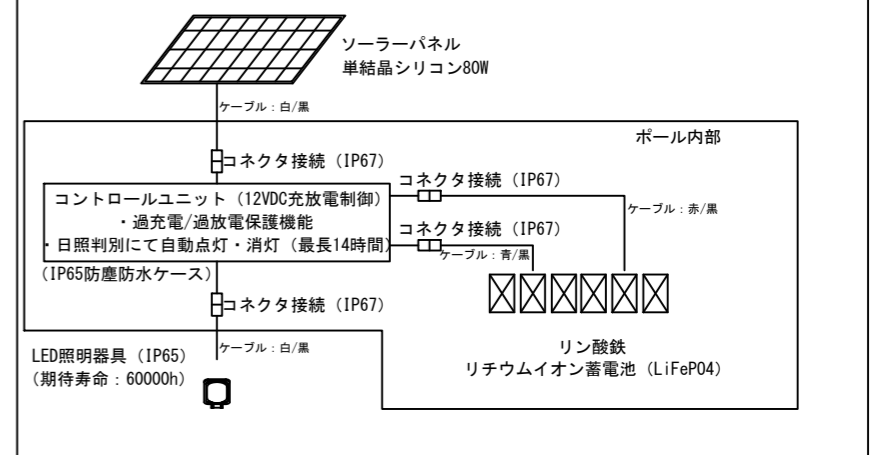 ソーラーパネル
単結晶シリコン80W
ケーブル：白/黒
ポール内部
コネクタ接続（IP67）
コントロールユニット（12VDC充放電制御）
・過充電/過放電保護機能
・日照判別にて自動点灯・消灯（最長14時間）
（IP65防塵防水ケース）
コネクタ接続（IP67）
ケーブル：赤/黒
コネクタ接続（IP67）
ケーブル：青/黒
コネクタ接続（IP67）
ケーブル：白/黒
LED照明器具（IP65）
（期待寿命：60000h）
リン酸鉄
リチウムイオン蓄電池（LiFePO4）